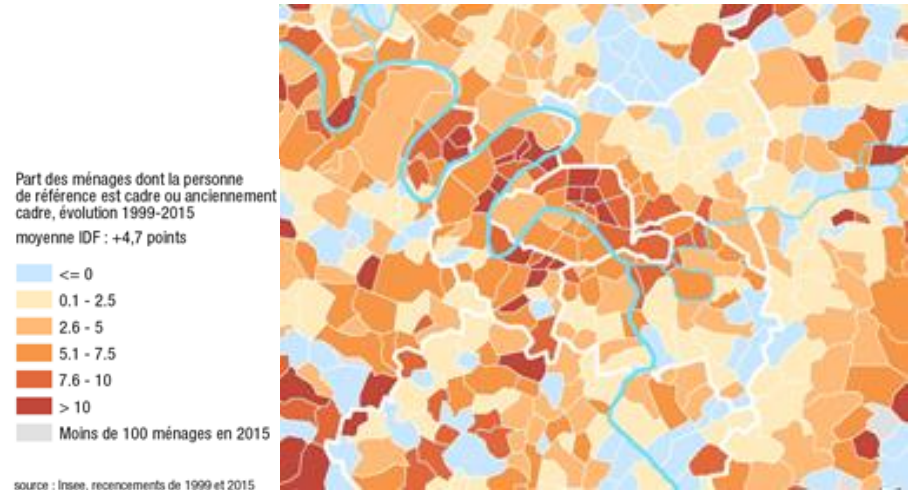 Part des ménages dont la personne
de référence est cadre ou anciennement
cadre, évolution 1999-2015
moyenne IDF : +4,7 points
<= 0
0.1 - 2.5
2.6 - 5
5.1 - 7.5
7.6 - 10
> 10
Moins de 100 ménages en 2015
source : Insee, recencements de 1999 et 2015